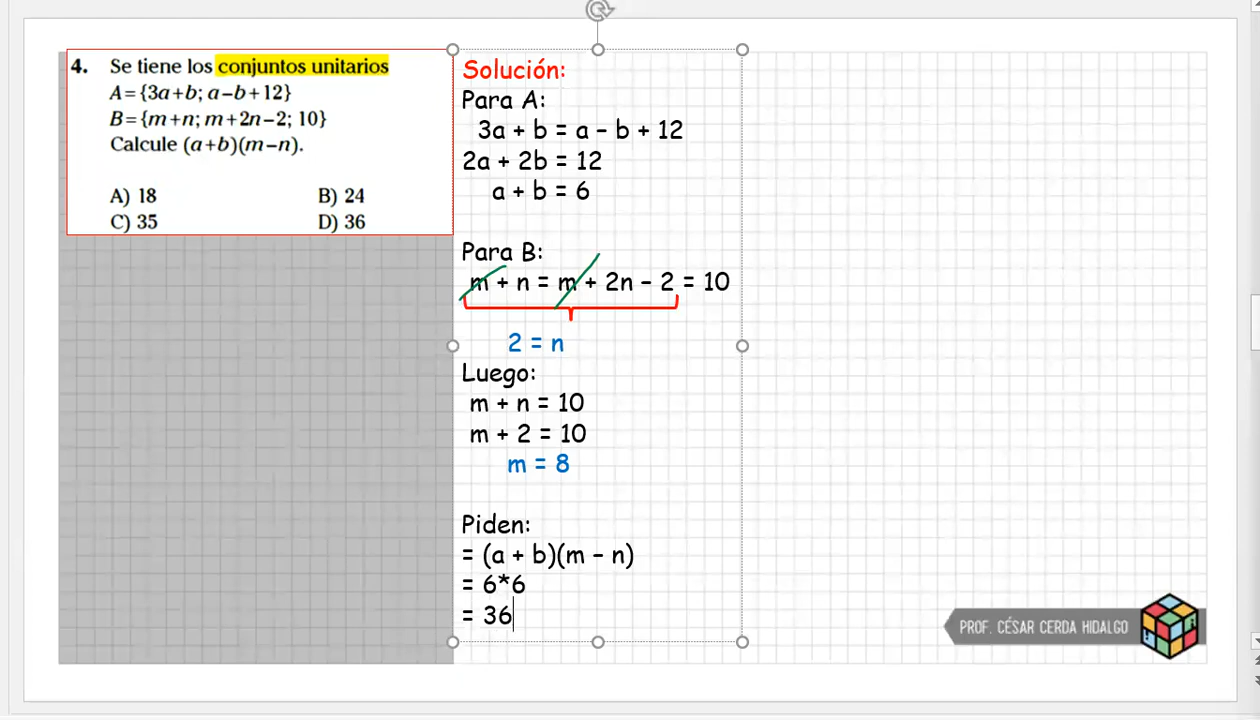 4. Se tiene los conjuntos unitarios
A={3a+b; a−b+12}
B={m+n; m+2n−2; 10}
Calcule (a+b)(m−n).
A) 18 B) 24
C) 35 D) 36
Solución:
Para A:
3a + b = a − b + 12
2a + 2b = 12
a + b = 6
Para B:
m + n = m + 2n − 2 = 10
2 = n
Luego:
m + n = 10
m + 2 = 10
m = 8
Piden:
= (a + b)(m − n)
= 6*6
= 36
PROF. CÉSAR CERDA HIDALGO